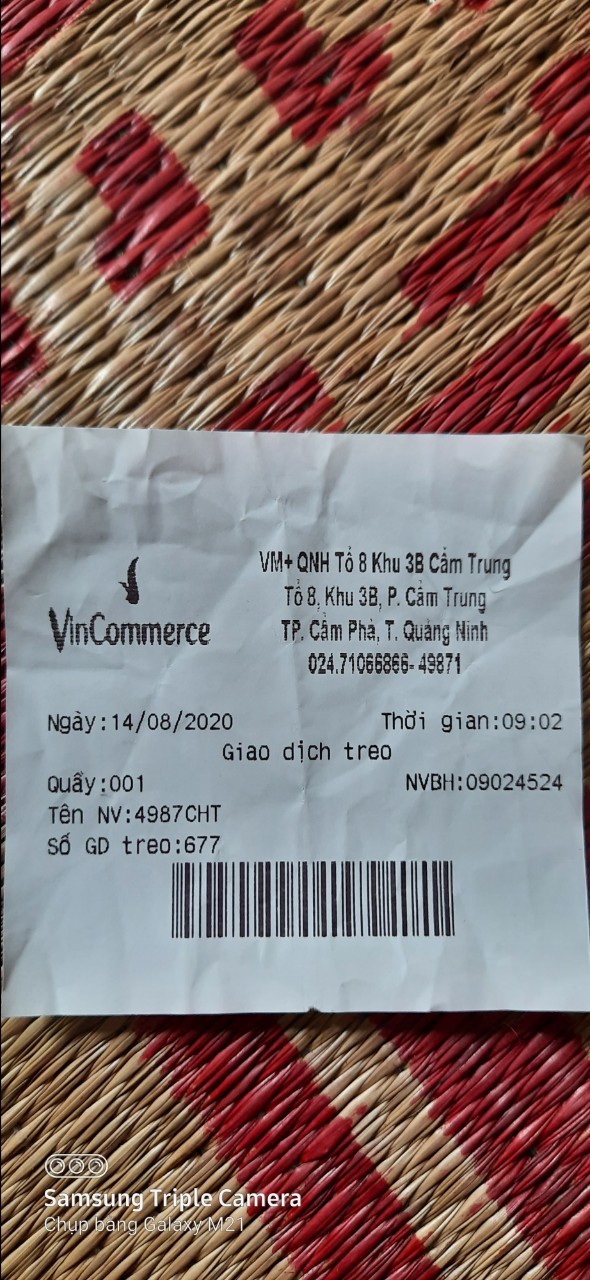 VinCommerce
VM+ QNH Tổ 8 Khu 3B Cẩm Trung
Tổ 8, Khu 3B, P. Cẩm Trung
TP. Cẩm Phả, T. Quảng Ninh
024.71066866- 49871
Ngày:14/08/2020 Thời gian:09:02
Giao dịch treo
Quầy:001 NVBH:09024524
Tên NV:4987CHT
Số GD treo:677
Samsung Triple Camera
Chụp bằng Galaxy M21